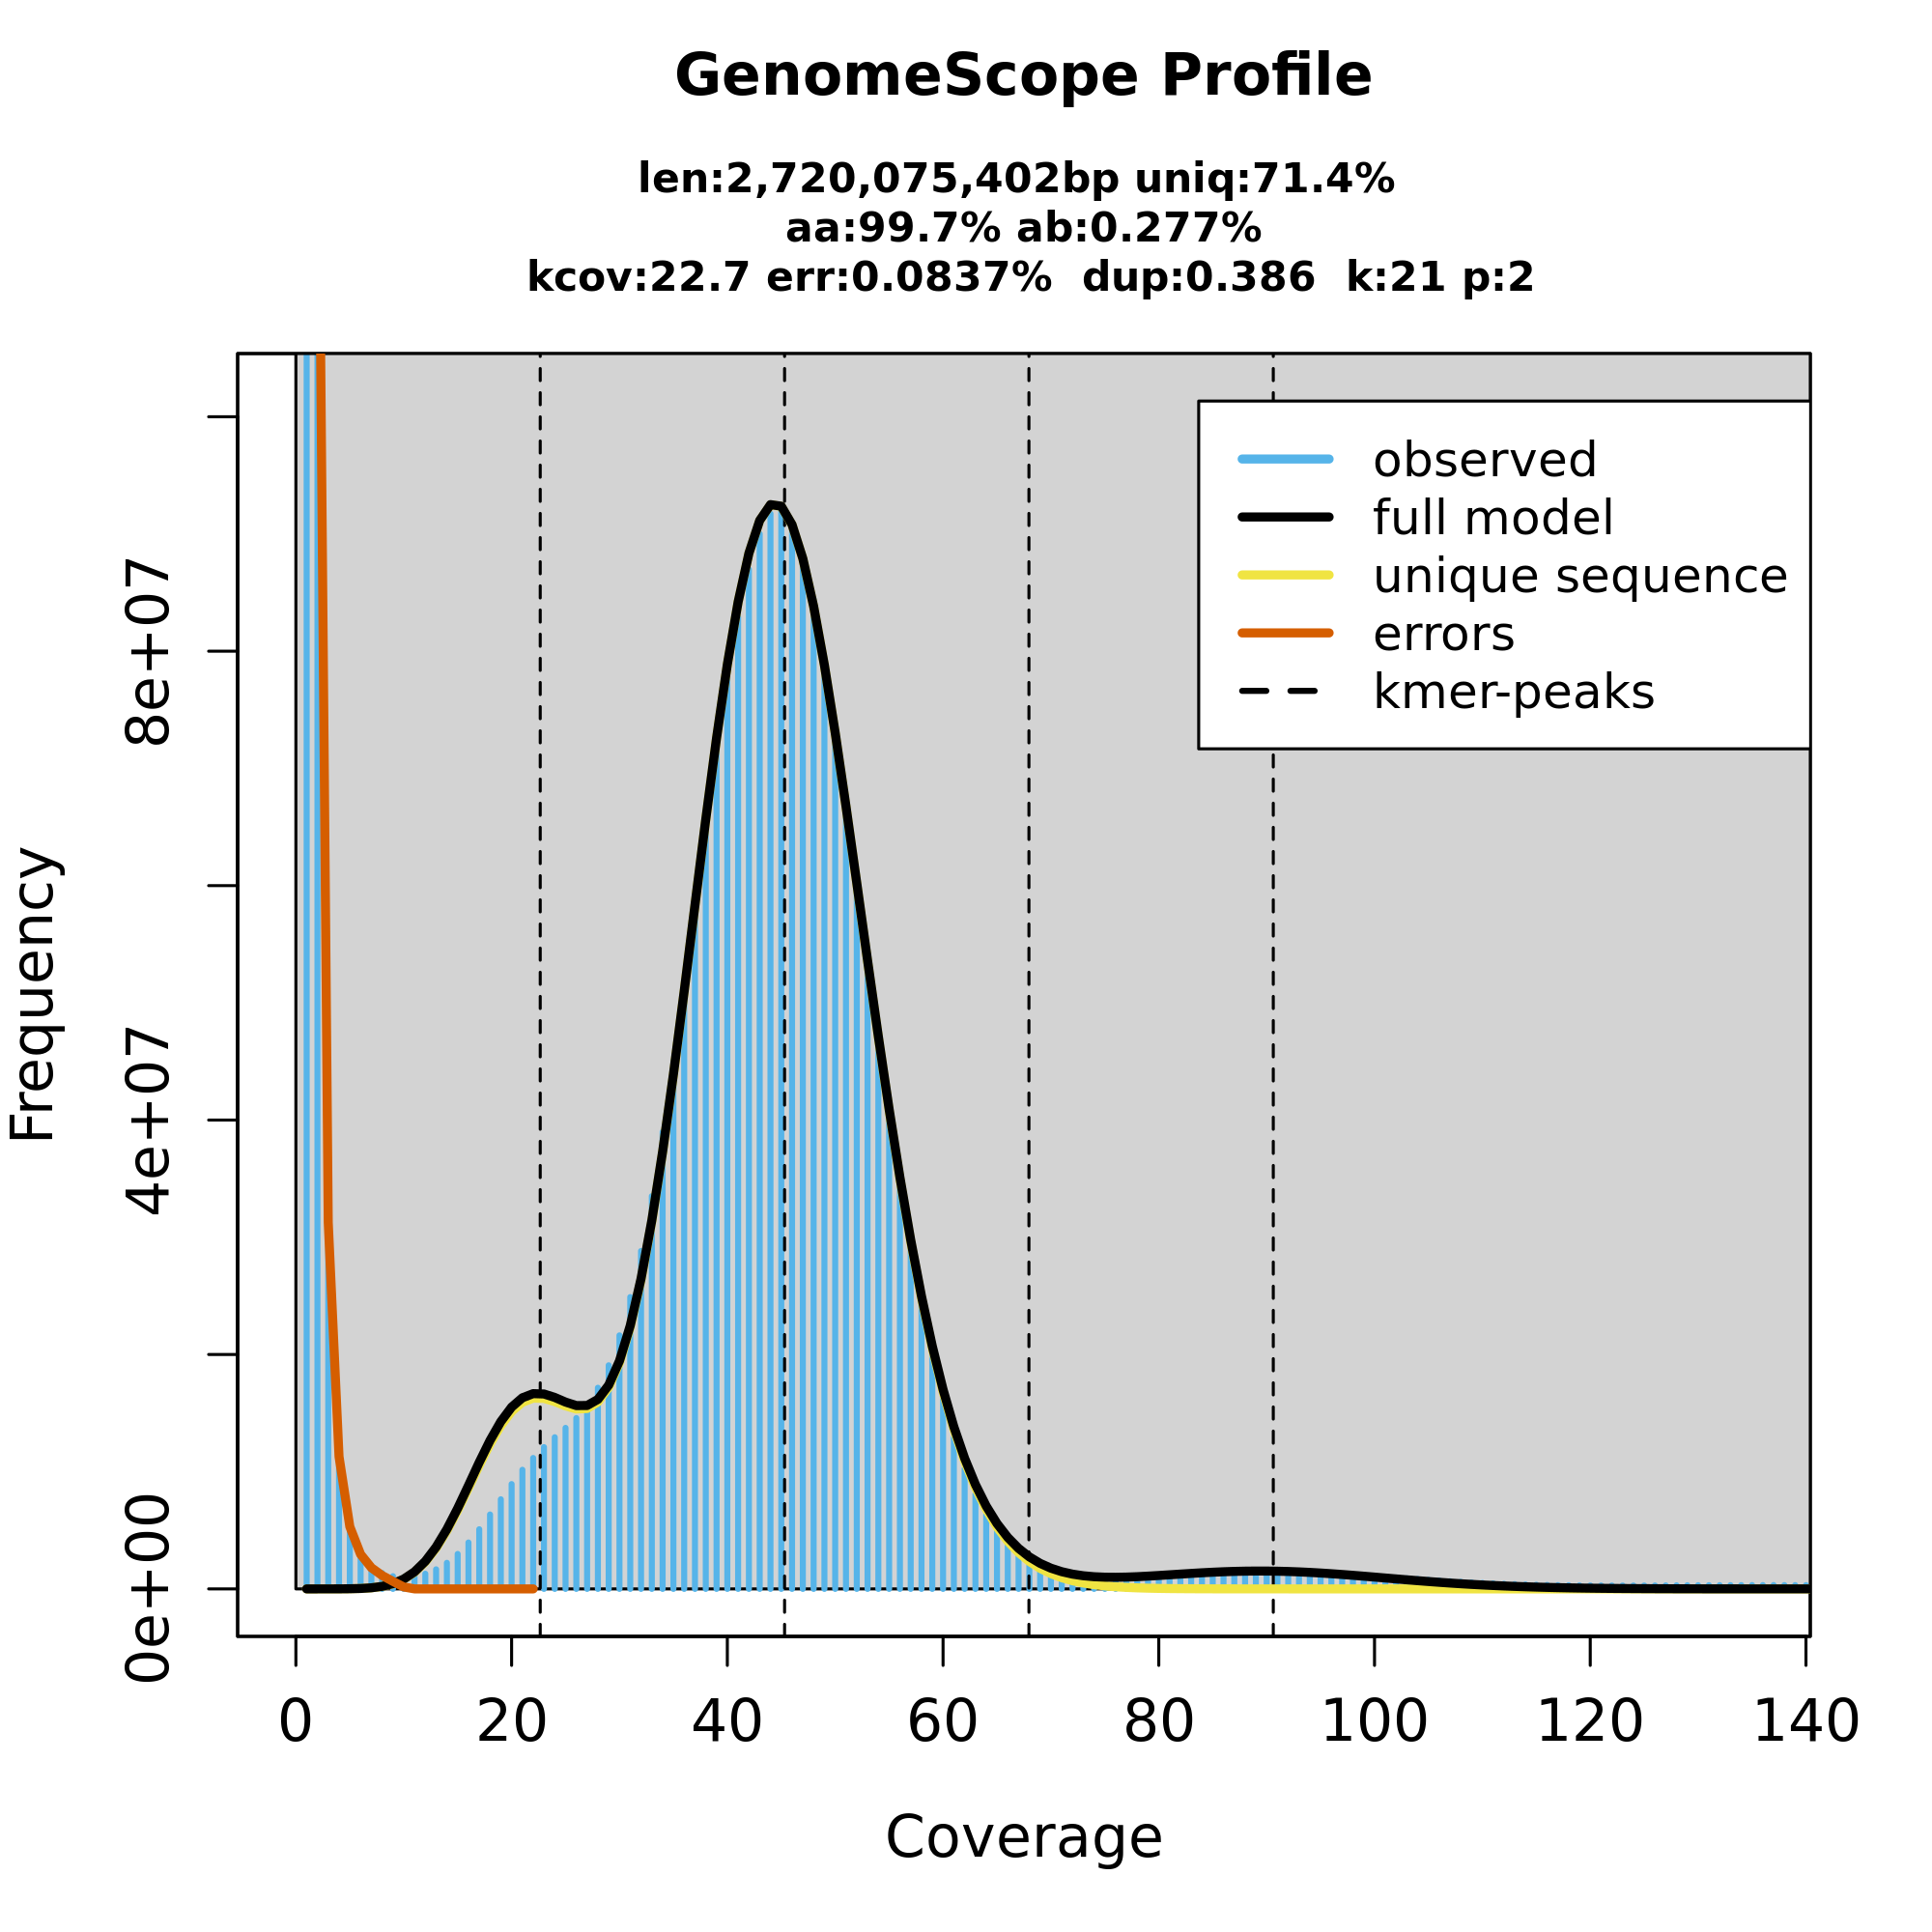 GenomeScope Profile
len:2,720,075,402bp uniq:71.4%
aa:99.7% ab:0.277%
kcov:22.7 err:0.0837%  dup:0.386  k:21 p:2
observed
full model
unique sequence
errors
kmer-peaks
Frequency
8e+07
4e+07
0e+00
0 20 40 60 80 100 120 140
Coverage